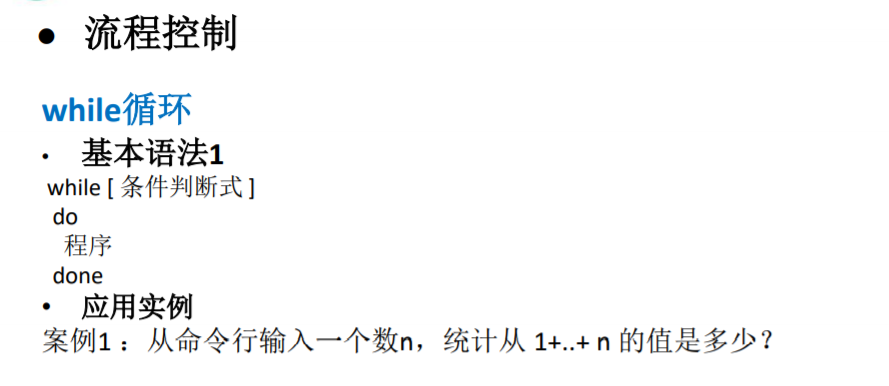 ● 流程控制
while循环
• 基本语法1
while [ 条件判断式 ]
do
程序
done
• 应用实例
案例1 ：从命令行输入一个数n，统计从 1+..+ n 的值是多少？